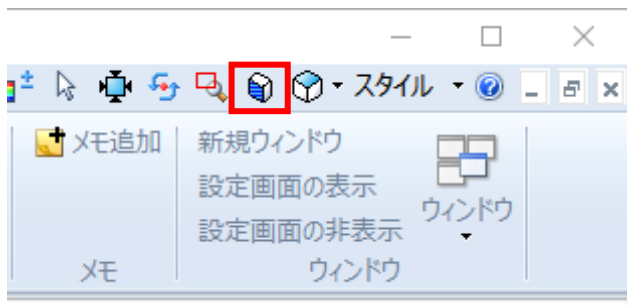 スタイル
メモ追加
新規ウィンドウ
設定画面の表示
設定画面の非表示
ウィンドウ
メモ
ウィンドウ